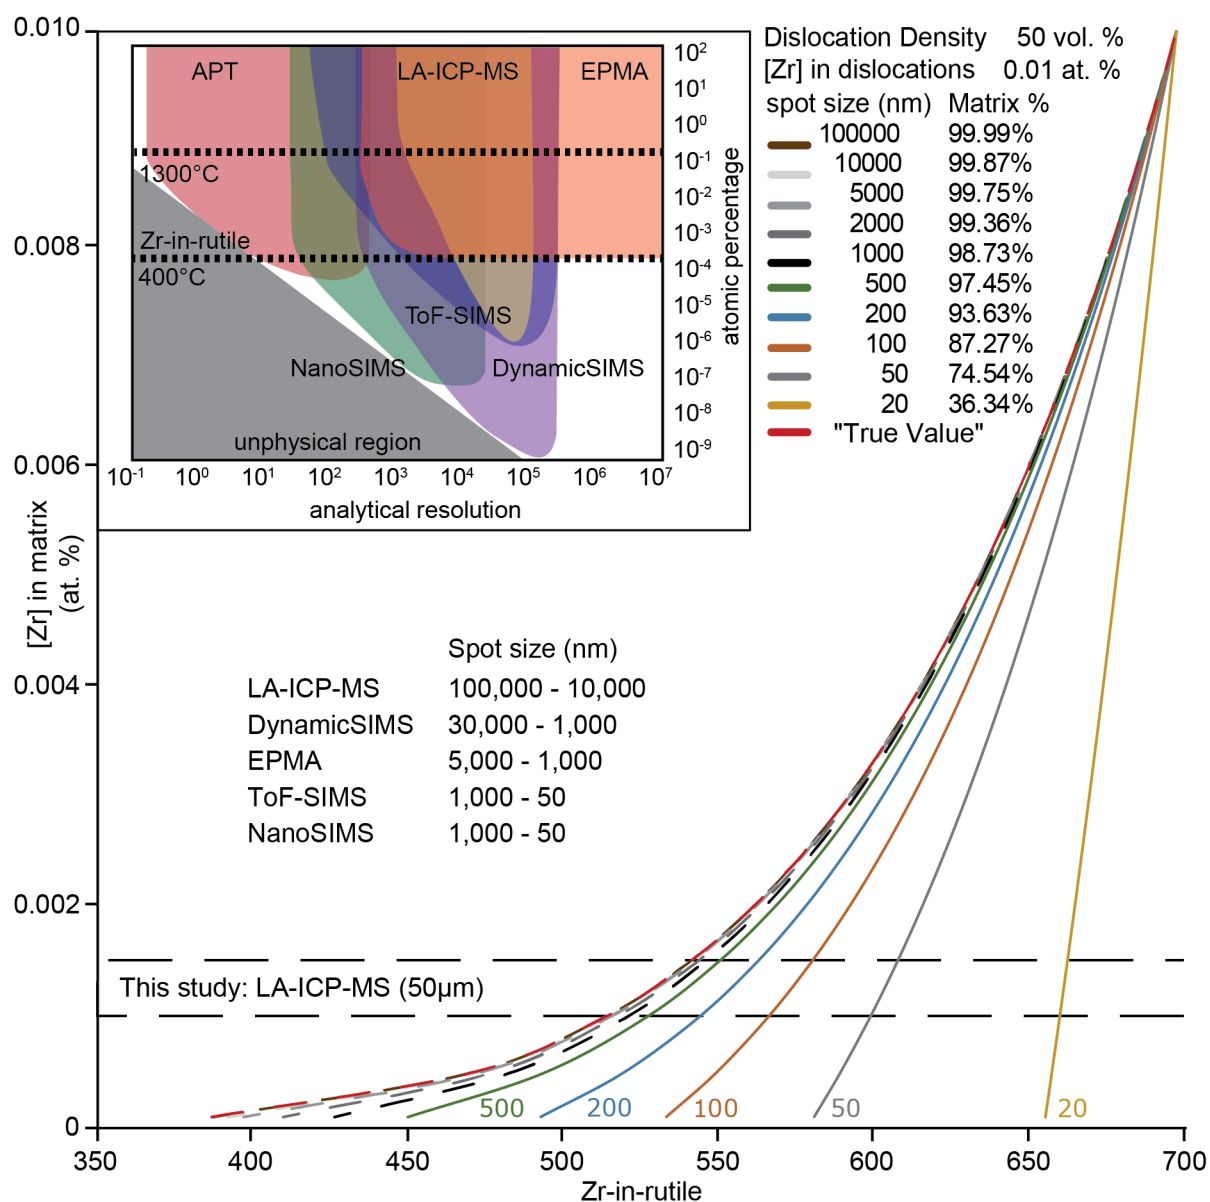 0.010
0.008
0.006
0.004
0.002
0
[Zr] in matrix
(at. %)
APT
LA-ICP-MS
EPMA
1300°C
Zr-in-rutile
400°C
ToF-SIMS
NanoSIMS
DynamicSIMS
unphysical region
10²
10¹
10⁰
10⁻¹
10⁻²
10⁻³
10⁻⁴
10⁻⁵
10⁻⁶
10⁻⁷
10⁻⁸
10⁻⁹
atomic percentage
10⁻¹ 10⁰ 10¹ 10² 10³ 10⁴ 10⁵ 10⁶ 10⁷
analytical resolution
Dislocation Density 50 vol. %
[Zr] in dislocations 0.01 at. %
spot size (nm) Matrix %
100000 99.99%
10000 99.87%
5000 99.75%
2000 99.36%
1000 98.73%
500 97.45%
200 93.63%
100 87.27%
50 74.54%
20 36.34%
"True Value"
Spot size (nm)
LA-ICP-MS 100,000 - 10,000
DynamicSIMS 30,000 - 1,000
EPMA 5,000 - 1,000
ToF-SIMS 1,000 - 50
NanoSIMS 1,000 - 50
This study: LA-ICP-MS (50μm)
500 200 100 50 20
350 400 450 500 550 600 650 700
Zr-in-rutile